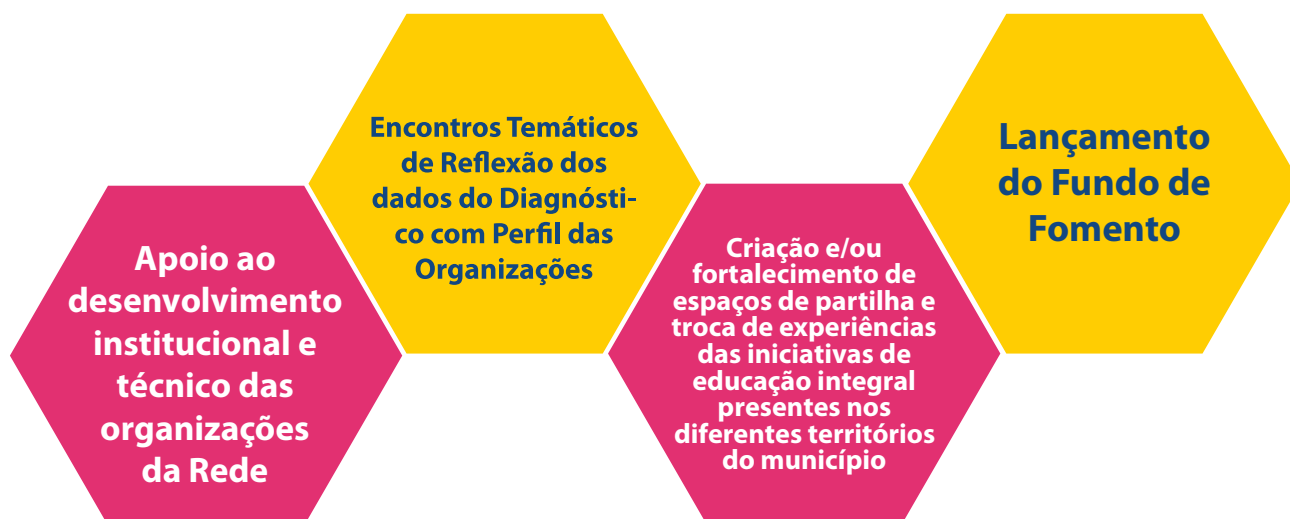 Apoio ao
desenvolvimento
institucional e
técnico das
organizações
da Rede
Encontros Temáticos
de Reflexão dos
dados do Diagnósti-
co com Perfil das
Organizações
Criação e/ou
fortalecimento de
espaços de partilha e
troca de experiências
das iniciativas de
educação integral
presentes nos
diferentes territórios
do município
Lançamento
do Fundo de
Fomento